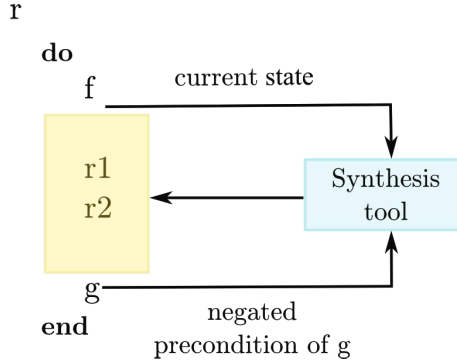 r
do
f
current state
r1
r2
Synthesis
tool
g
negated
end
precondition of g